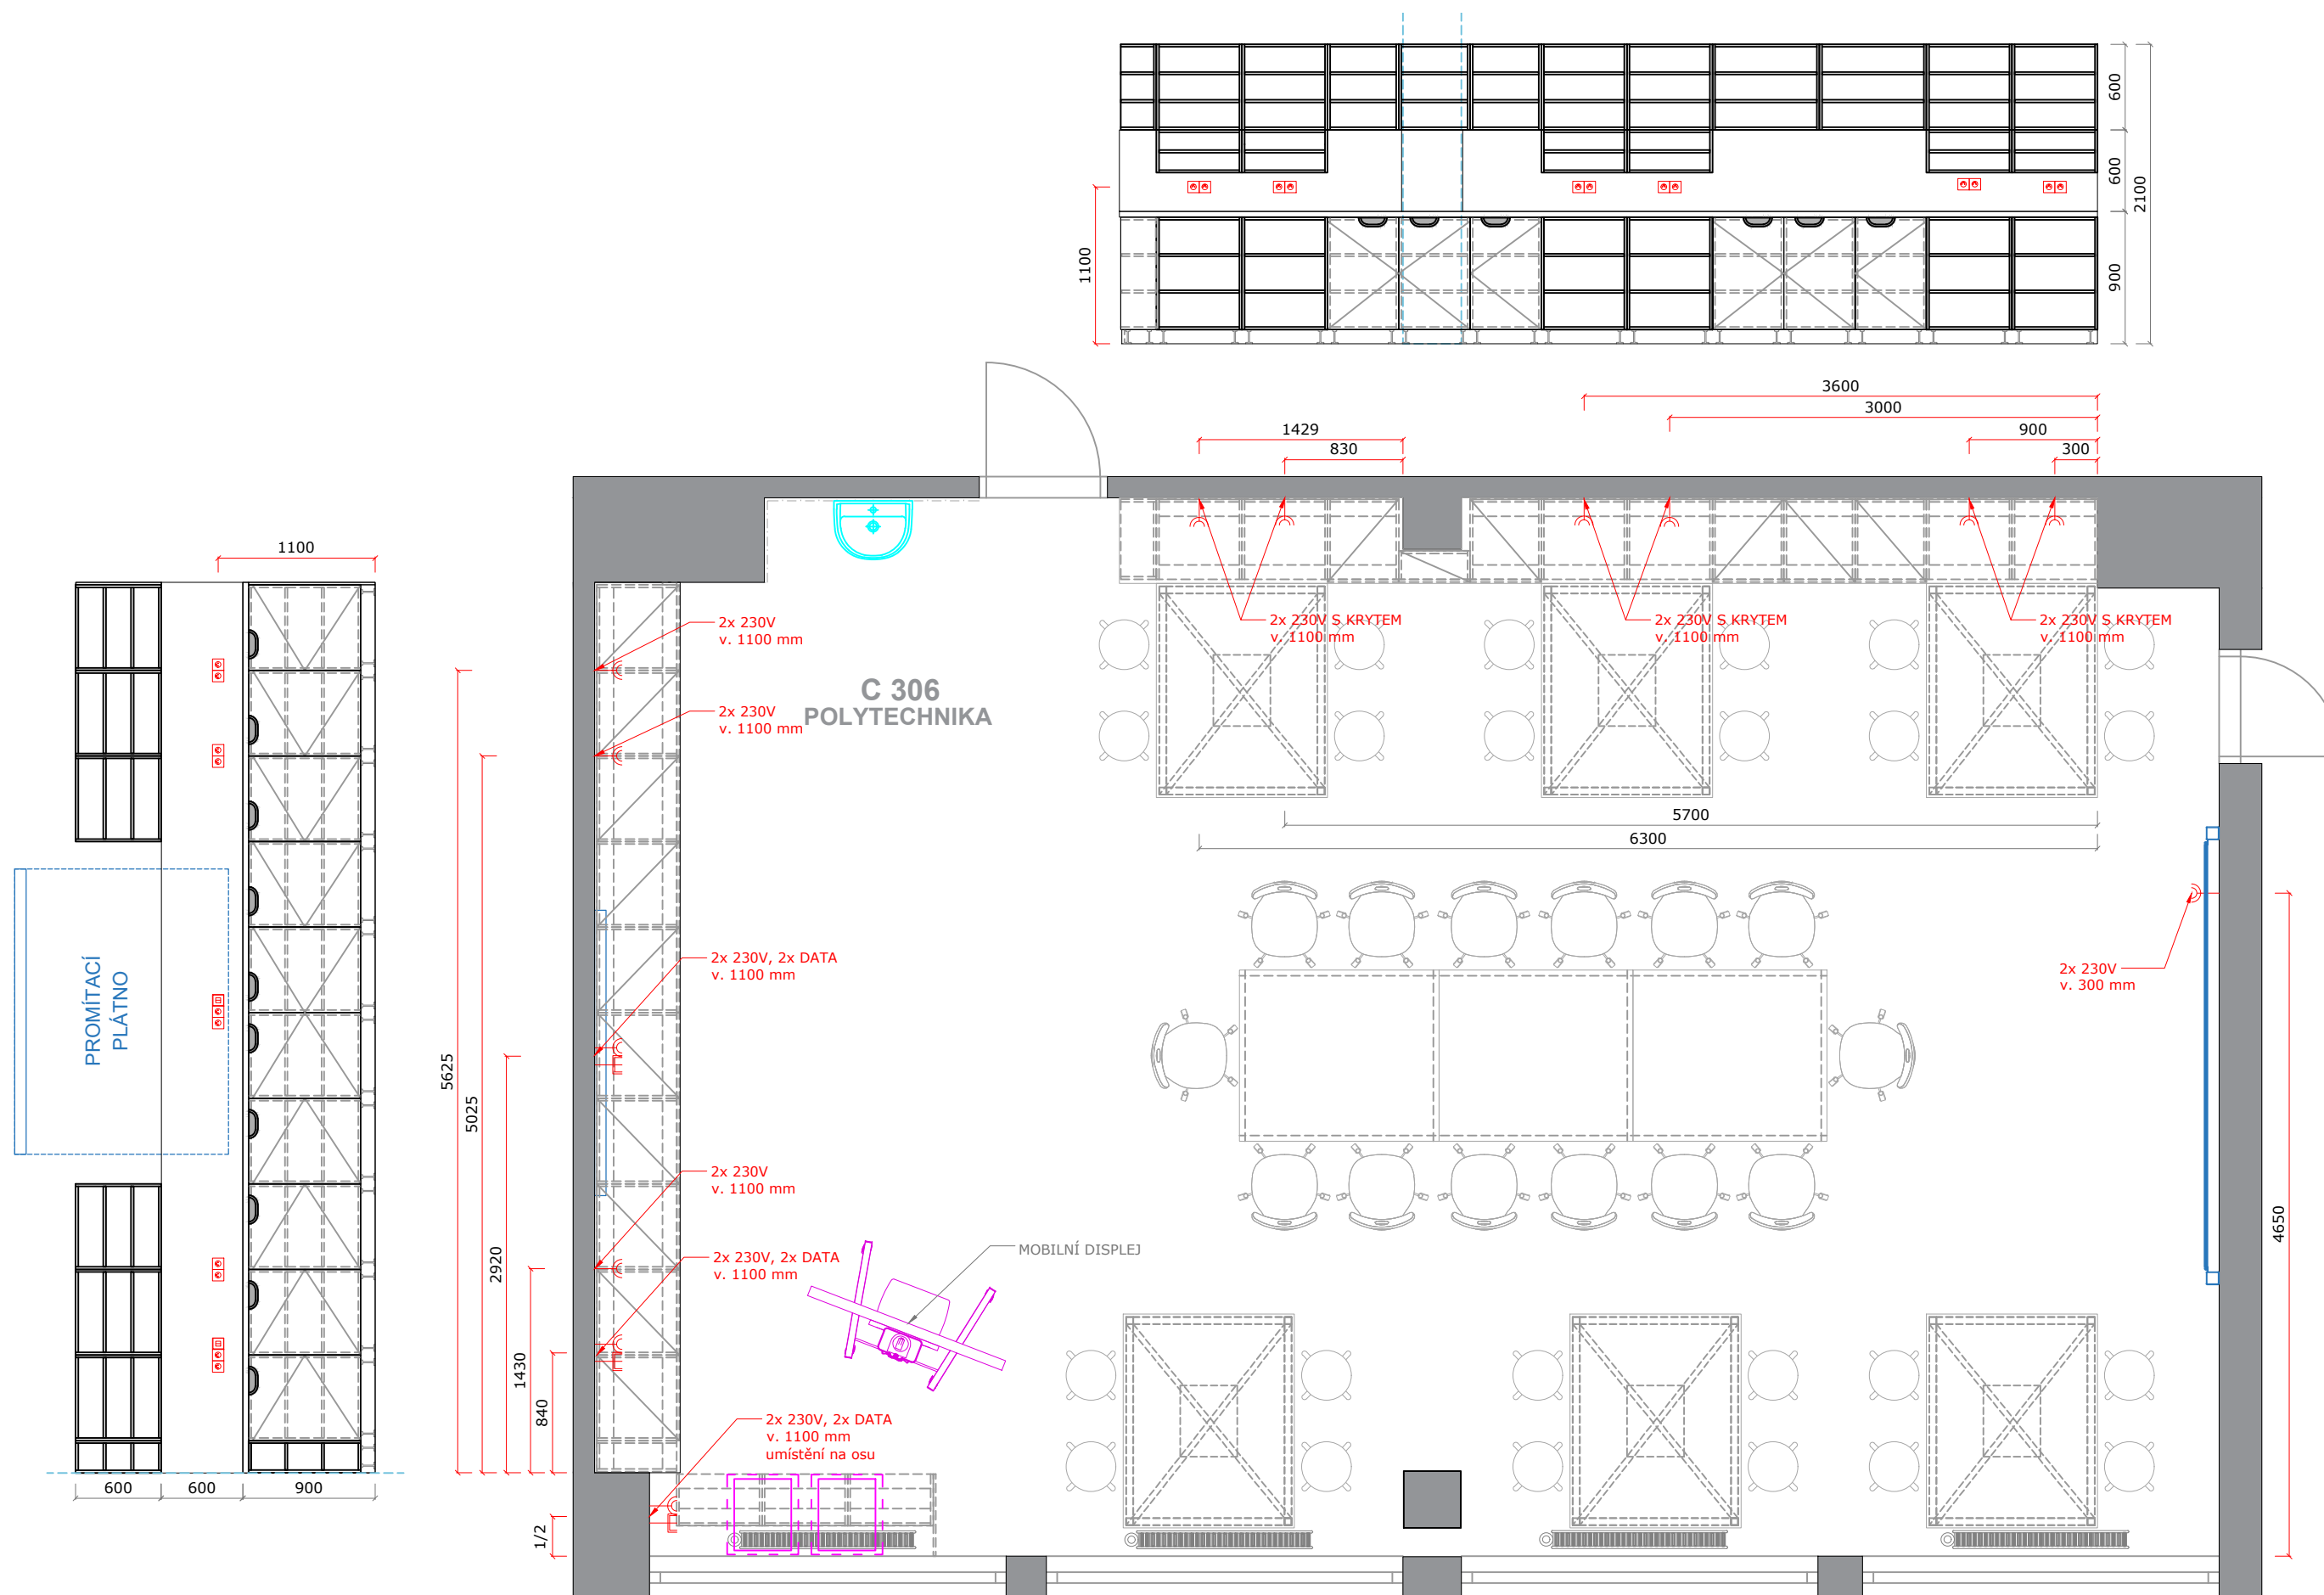 600
600
900
2100
1100
3600
3000
1429
900
830
300
1100
2x 230V
v. 1100 mm
2x 230V S KRYTEM
v. 1100 mm
2x 230V S KRYTEM
v. 1100 mm
2x 230V S KRYTEM
v. 1100 mm
C 306
POLYTECHNIKA
2x 230V
v. 1100 mm
5700
6300
PROMÍTACÍ
PLÁTNO
2x 230V, 2x DATA
v. 1100 mm
2x 230V
v. 300 mm
5625
5025
2920
1430
840
2x 230V
v. 1100 mm
4650
MOBILNÍ DISPLEJ
2x 230V, 2x DATA
v. 1100 mm
2x 230V, 2x DATA
v. 1100 mm
umístění na osu
600
600
900
1/2